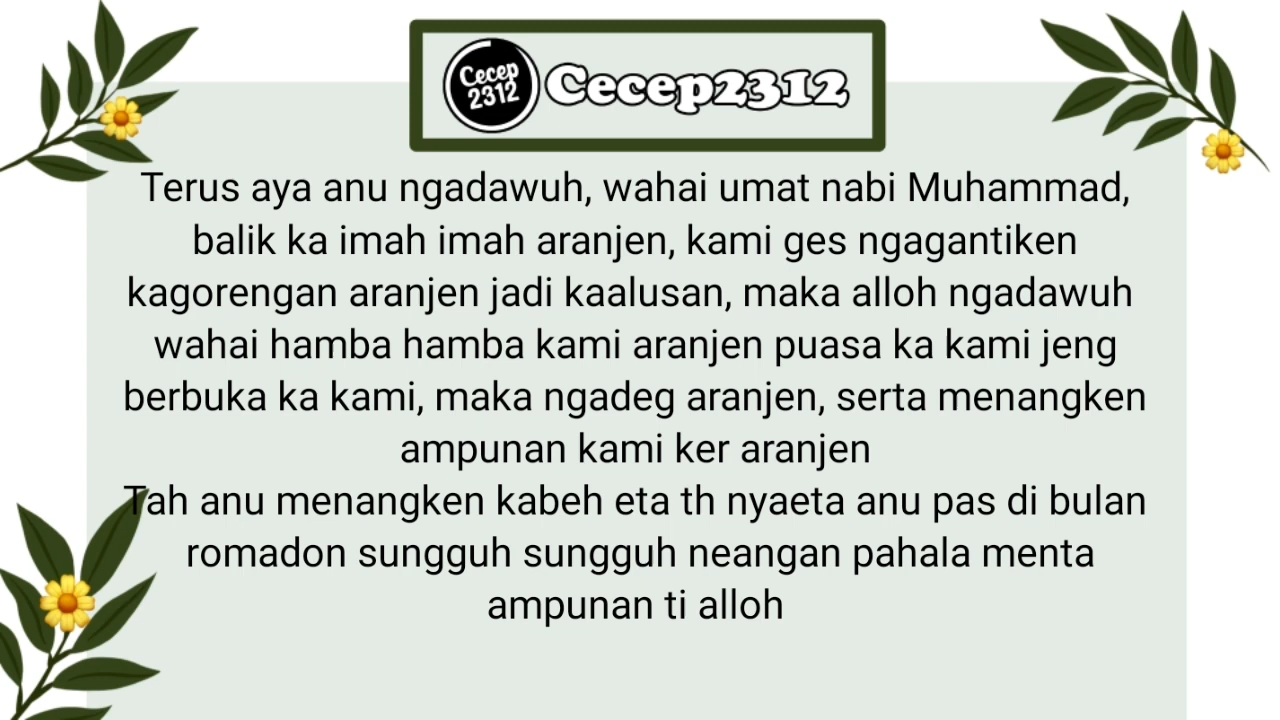 Cecep
2312
Cecep2312
Terus aya anu ngadawuh, wahai umat nabi Muhammad,
balik ka imah imah aranjen, kami ges ngagantiken
kagorengan aranjen jadi kaalusan, maka alloh ngadawuh
wahai hamba hamba kami aranjen puasa ka kami jeng
berbuka ka kami, maka ngadeg aranjen, serta menangken
ampunan kami ker aranjen
Tah anu menangken kabeh eta th nyaeta anu pas di bulan
romadon sungguh sungguh neangan pahala menta
ampunan ti alloh